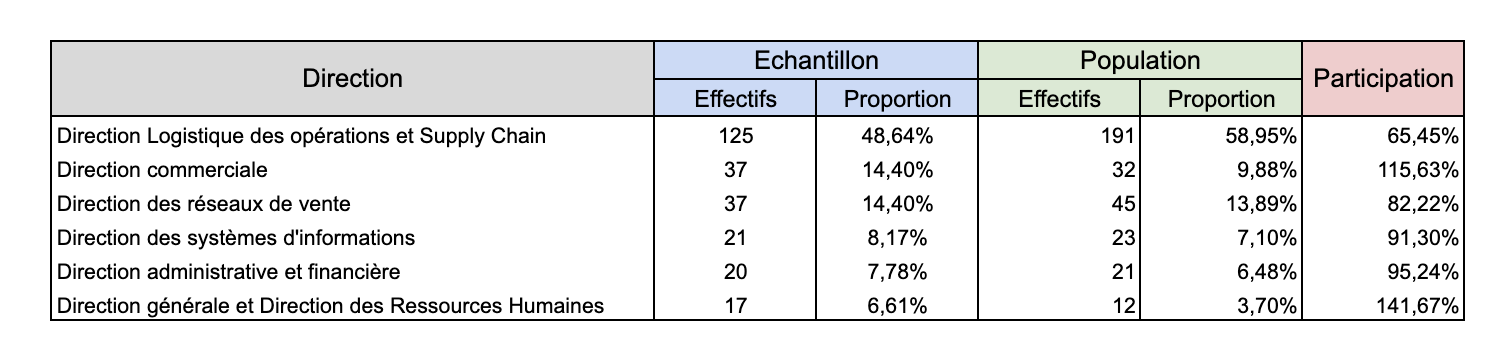 Direction Echantillon Population Participation
Effectifs Proportion Effectifs Proportion
Direction Logistique des opérations et Supply Chain 125 48,64% 191 58,95% 65,45%
Direction commerciale 37 14,40% 32 9,88% 115,63%
Direction des réseaux de vente 37 14,40% 45 13,89% 82,22%
Direction des systèmes d'informations 21 8,17% 23 7,10% 91,30%
Direction administrative et financière 20 7,78% 21 6,48% 95,24%
Direction générale et Direction des Ressources Humaines 17 6,61% 12 3,70% 141,67%